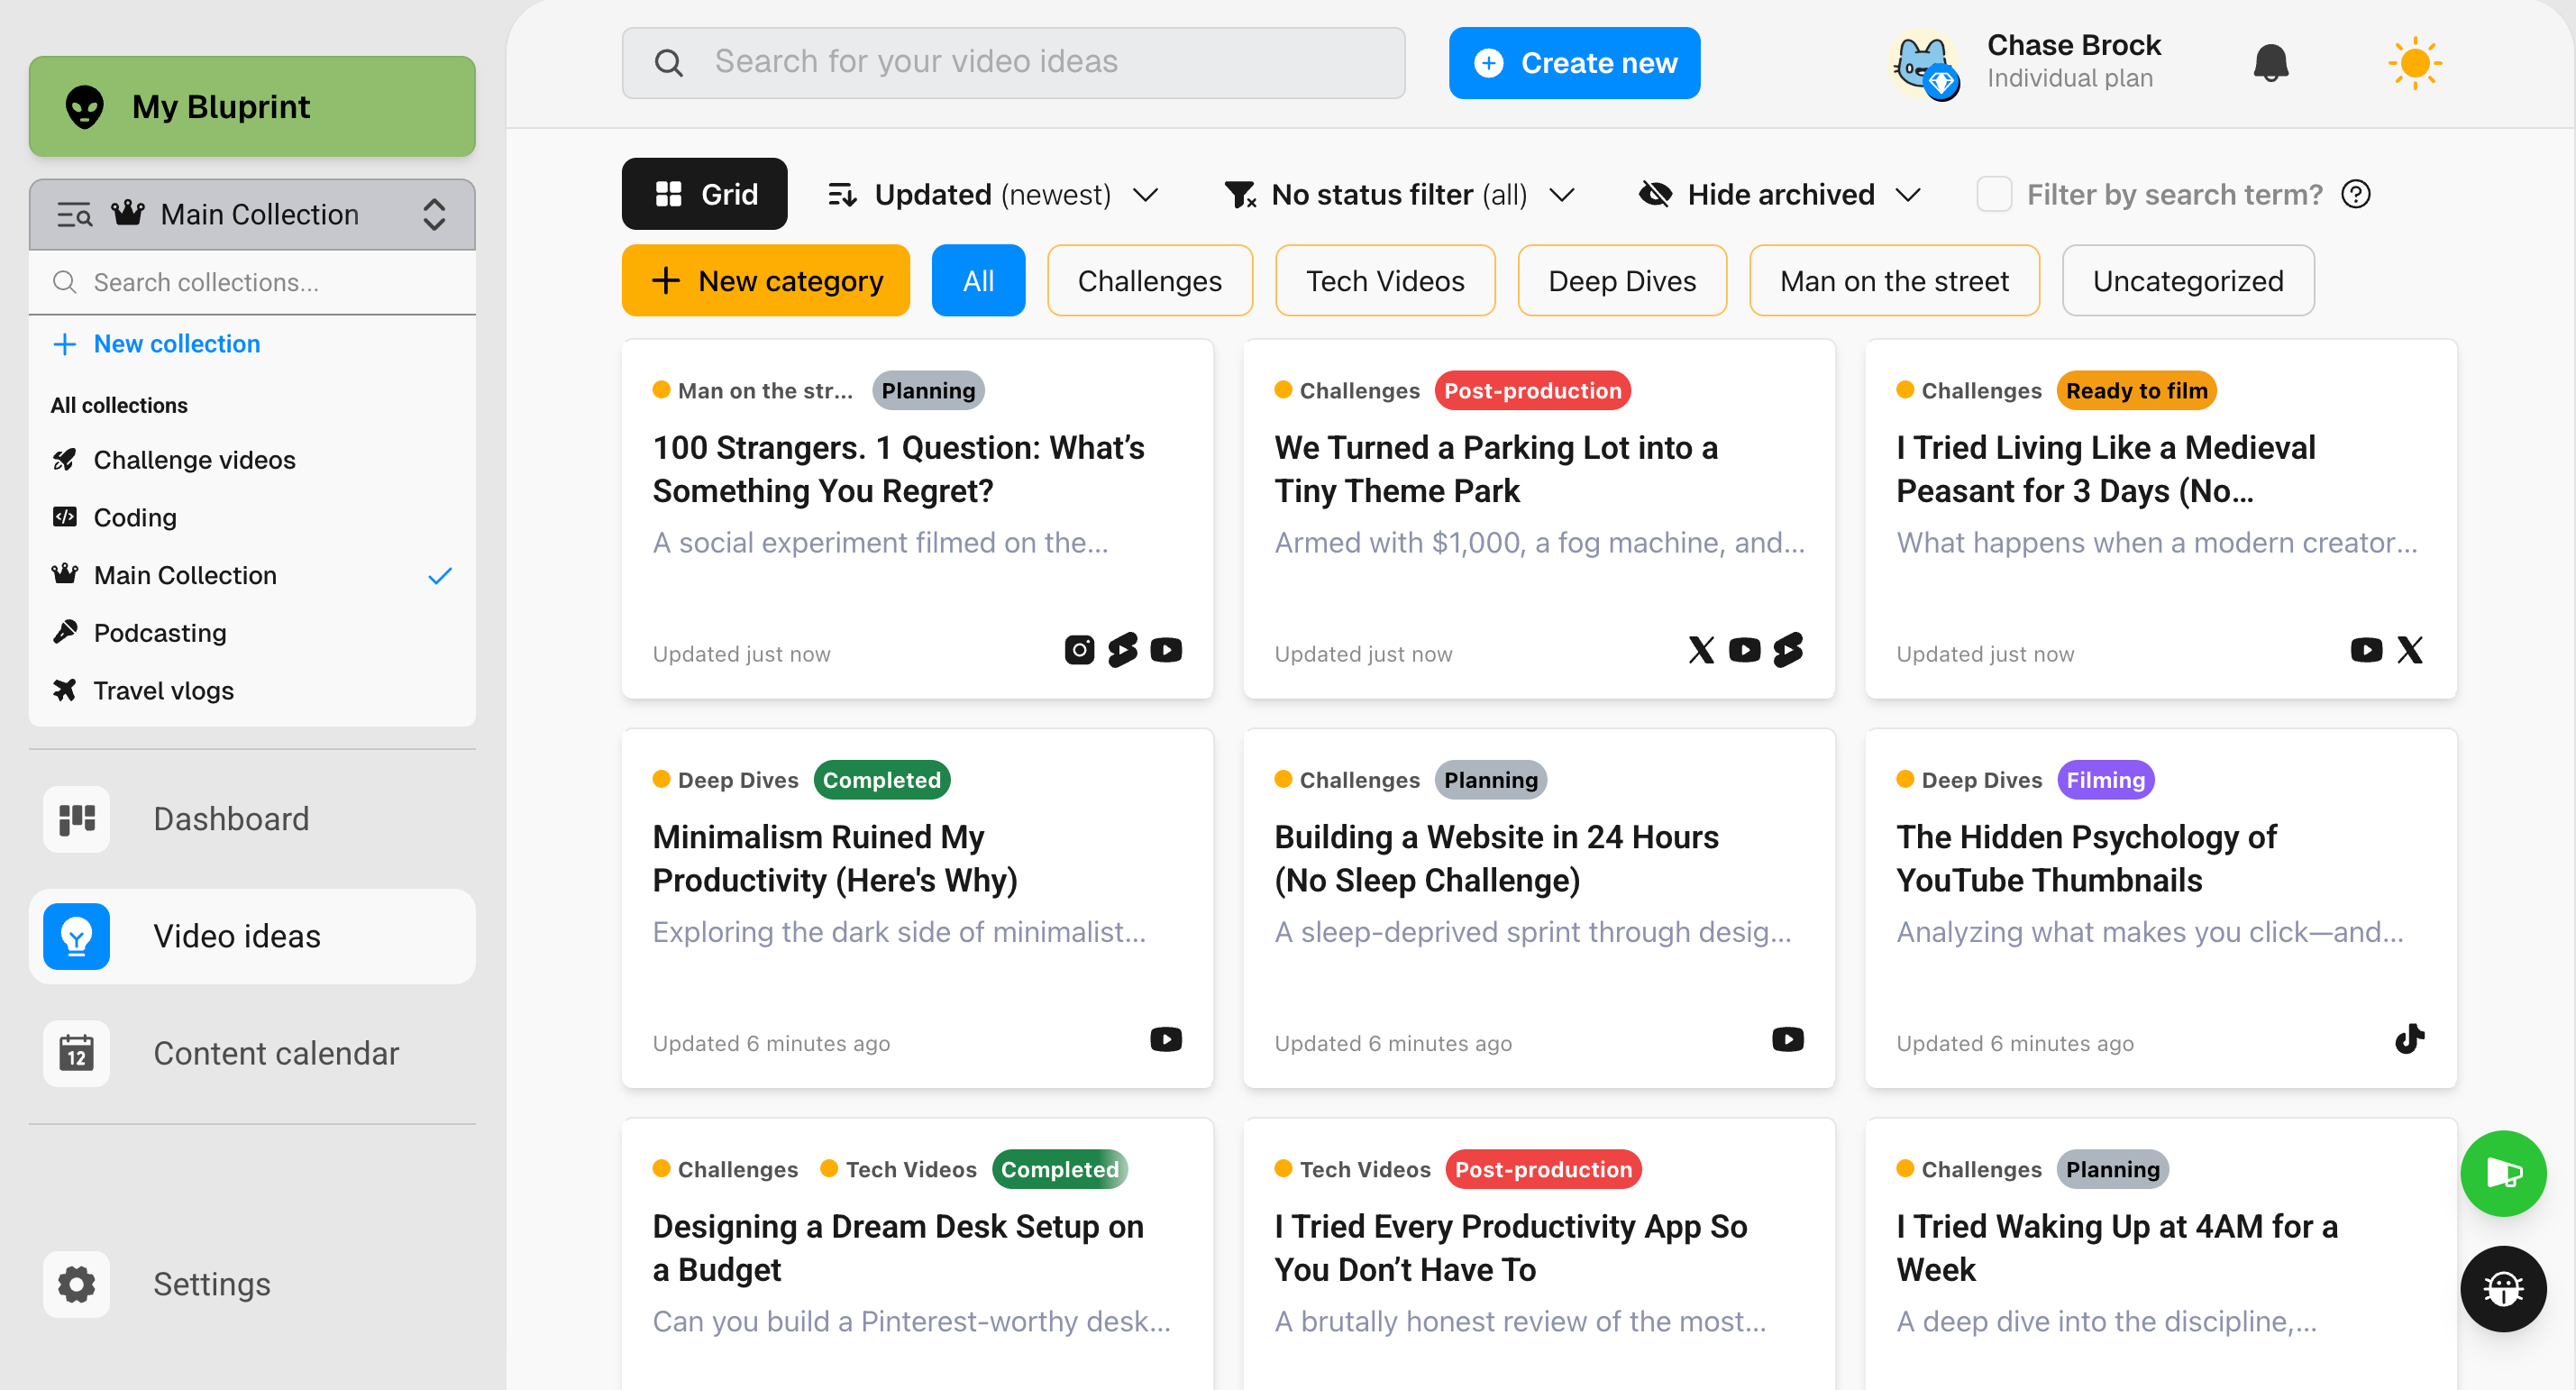 My Bluprint
Main Collection
Search collections...
New collection
All collections
Challenge videos
Coding
Main Collection
Podcasting
Travel vlogs
Dashboard
Video ideas
12
Content calendar
Settings
Search for your video ideas
Create new
Chase Brock
Individual plan
Grid
Updated (newest)
No status filter (all)
Hide archived
Filter by search term?
New category
All
Challenges
Tech Videos
Deep Dives
Man on the street
Uncategorized
Man on the str... Planning
100 Strangers. 1 Question: What’s
Something You Regret?
A social experiment filmed on the...
Updated just now
Challenges Post-production
We Turned a Parking Lot into a
Tiny Theme Park
Armed with $1,000, a fog machine, and...
Updated just now
Challenges Ready to film
I Tried Living Like a Medieval
Peasant for 3 Days (No...
What happens when a modern creator...
Updated just now
Deep Dives Completed
Minimalism Ruined My
Productivity (Here's Why)
Exploring the dark side of minimalist...
Updated 6 minutes ago
Challenges Planning
Building a Website in 24 Hours
(No Sleep Challenge)
A sleep-deprived sprint through desig...
Updated 6 minutes ago
Deep Dives Filming
The Hidden Psychology of
YouTube Thumbnails
Analyzing what makes you click—and...
Updated 6 minutes ago
Challenges Tech Videos Completed
Designing a Dream Desk Setup on
a Budget
Can you build a Pinterest-worthy desk...
Tech Videos Post-production
I Tried Every Productivity App So
You Don’t Have To
A brutally honest review of the most...
Challenges Planning
I Tried Waking Up at 4AM for a
Week
A deep dive into the discipline,...